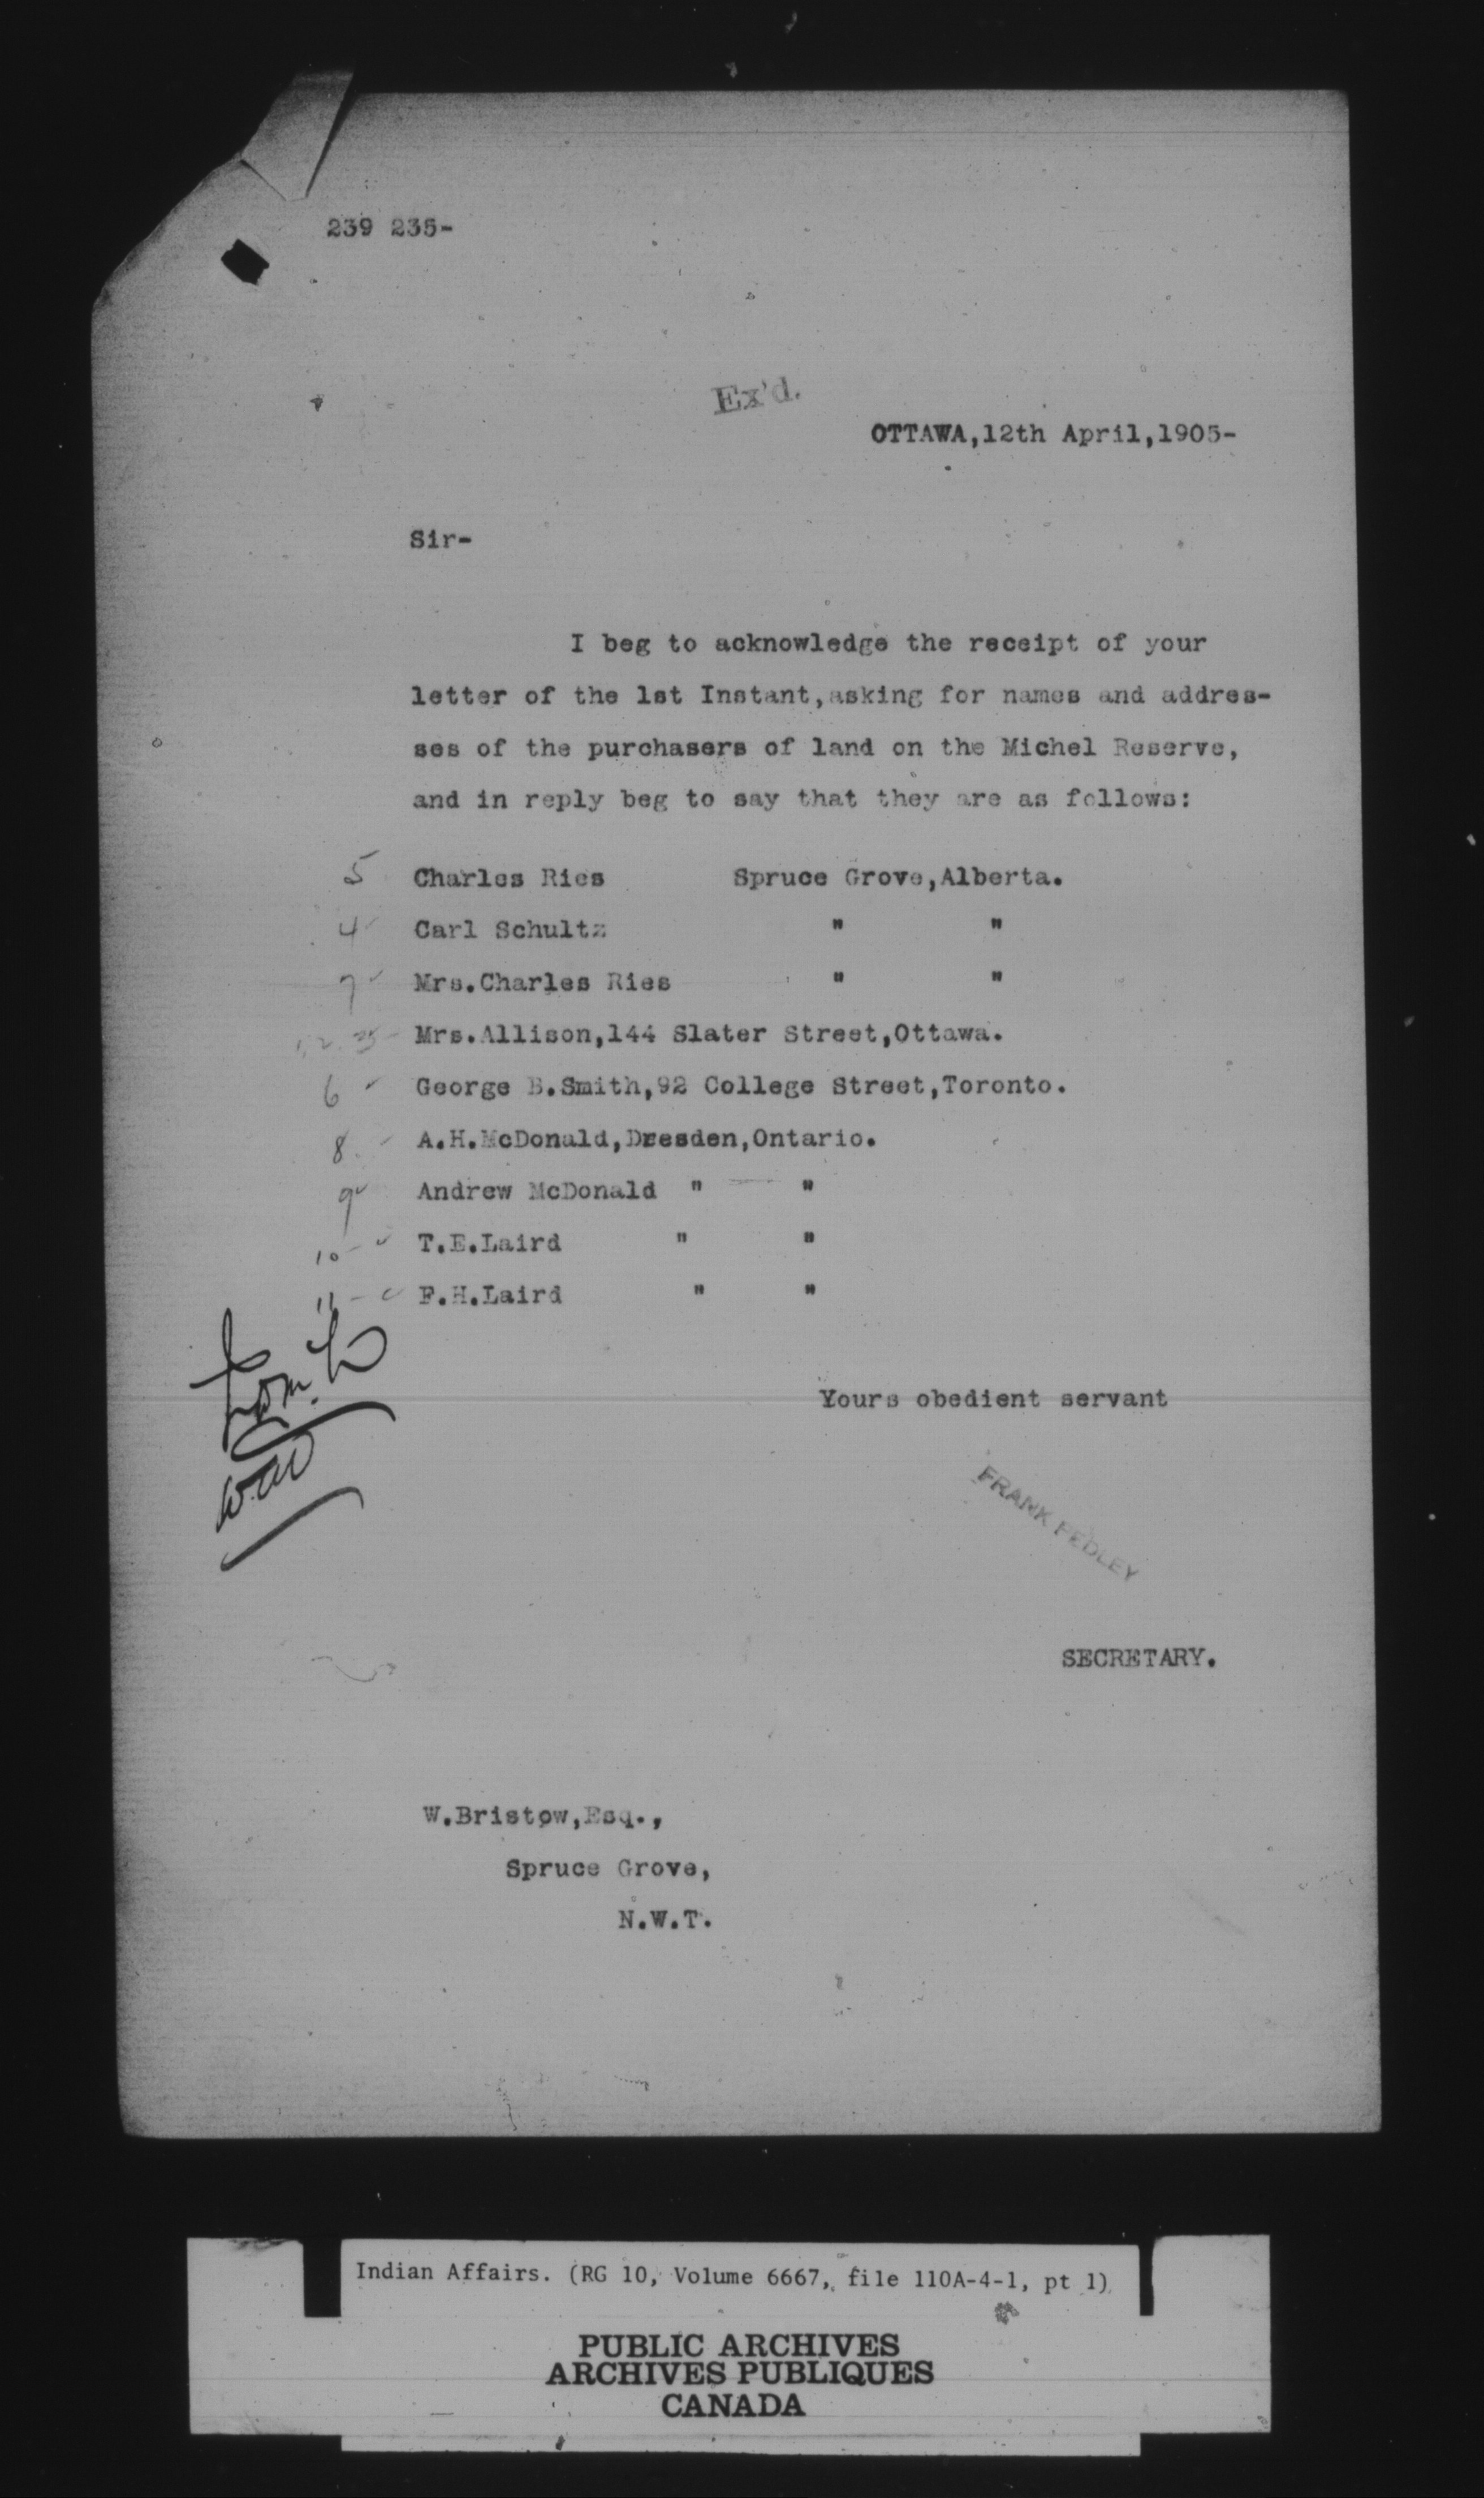 239 235-
Ex'd.
OTTAWA,12th April,1905-
Sir-
I beg to acknowledge the receipt of your
letter of the 1st Instant,asking for names and addres-
ses of the purchasers of land on the Michel Reserve,
and in reply beg to say that they are as follows:
5 Charles Ries Spruce Grove,Alberta.
4 Carl Schultz " "
7 Mrs.Charles Ries " "
1, 2. Mrs.Allison,144 Slater Street,Ottawa.
6 George B.Smith,92 College Street,Toronto.
8. A.H.McDonald,Dresden,Ontario.
9 Andrew McDonald " "
10- T.E.Laird " "
11- F.H.Laird " "
Yours obedient servant
FRANK PEDLEY
SECRETARY.
W.Bristow,Esq.,
Spruce Grove,
N.W.T.
Indian Affairs. (RG 10, Volume 6667, file 110A-4-1, pt 1)
PUBLIC ARCHIVES
ARCHIVES PUBLIQUES
CANADA